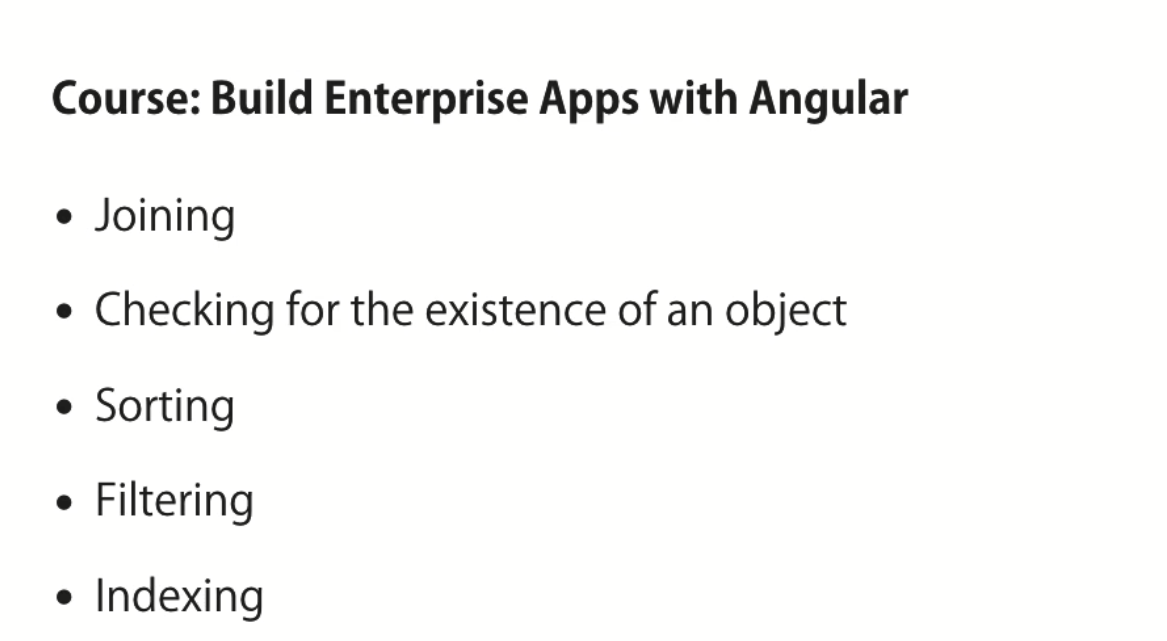 Course: Build Enterprise Apps with Angular
• Joining
• Checking for the existence of an object
• Sorting
• Filtering
• Indexing